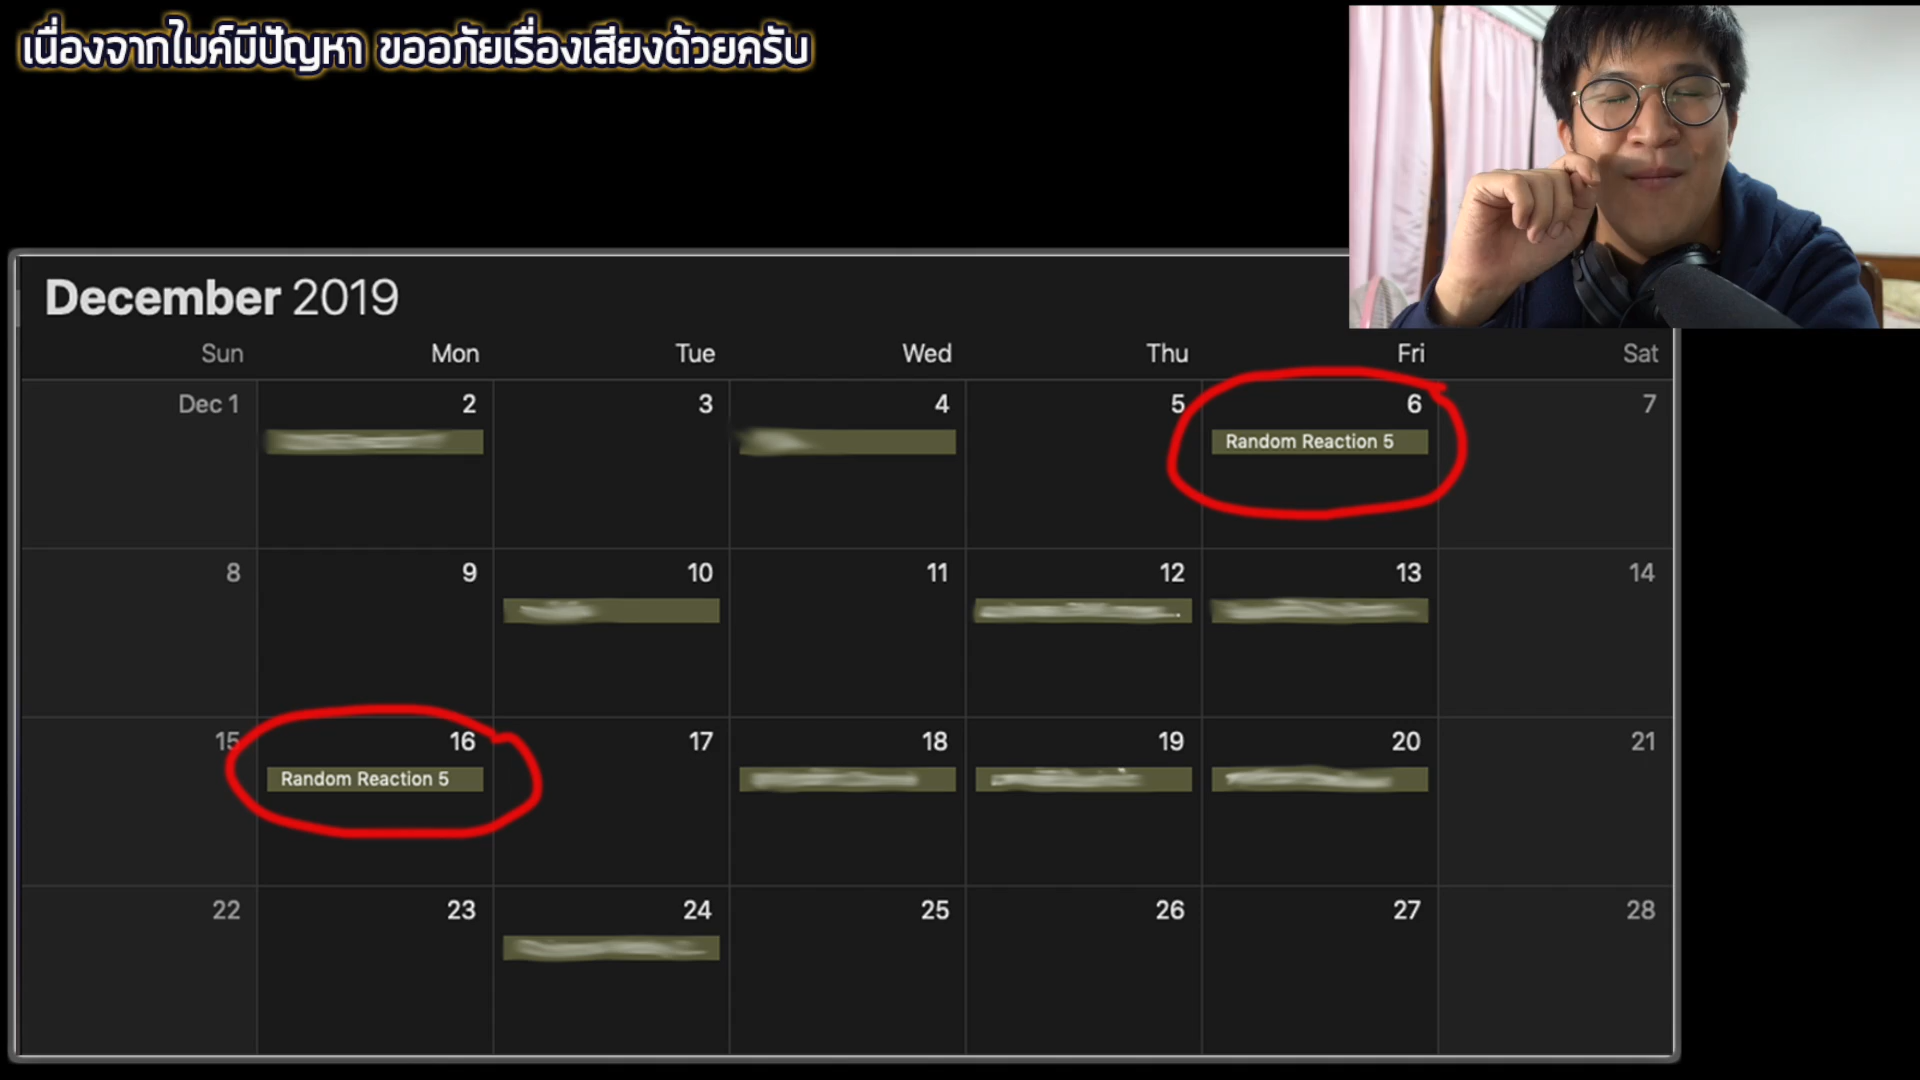 เนื่องจากไมค์มีปัญหา ขออภัยเรื่องเสียงด้วยครับ
December 2019
Sun Mon Tue Wed Thu Fri Sat
Dec 1 2 3 4 5 6 7
Random Reaction 5
8 9 10 11 12 13 14
15 16 17 18 19 20 21
Random Reaction 5
22 23 24 25 26 27 28